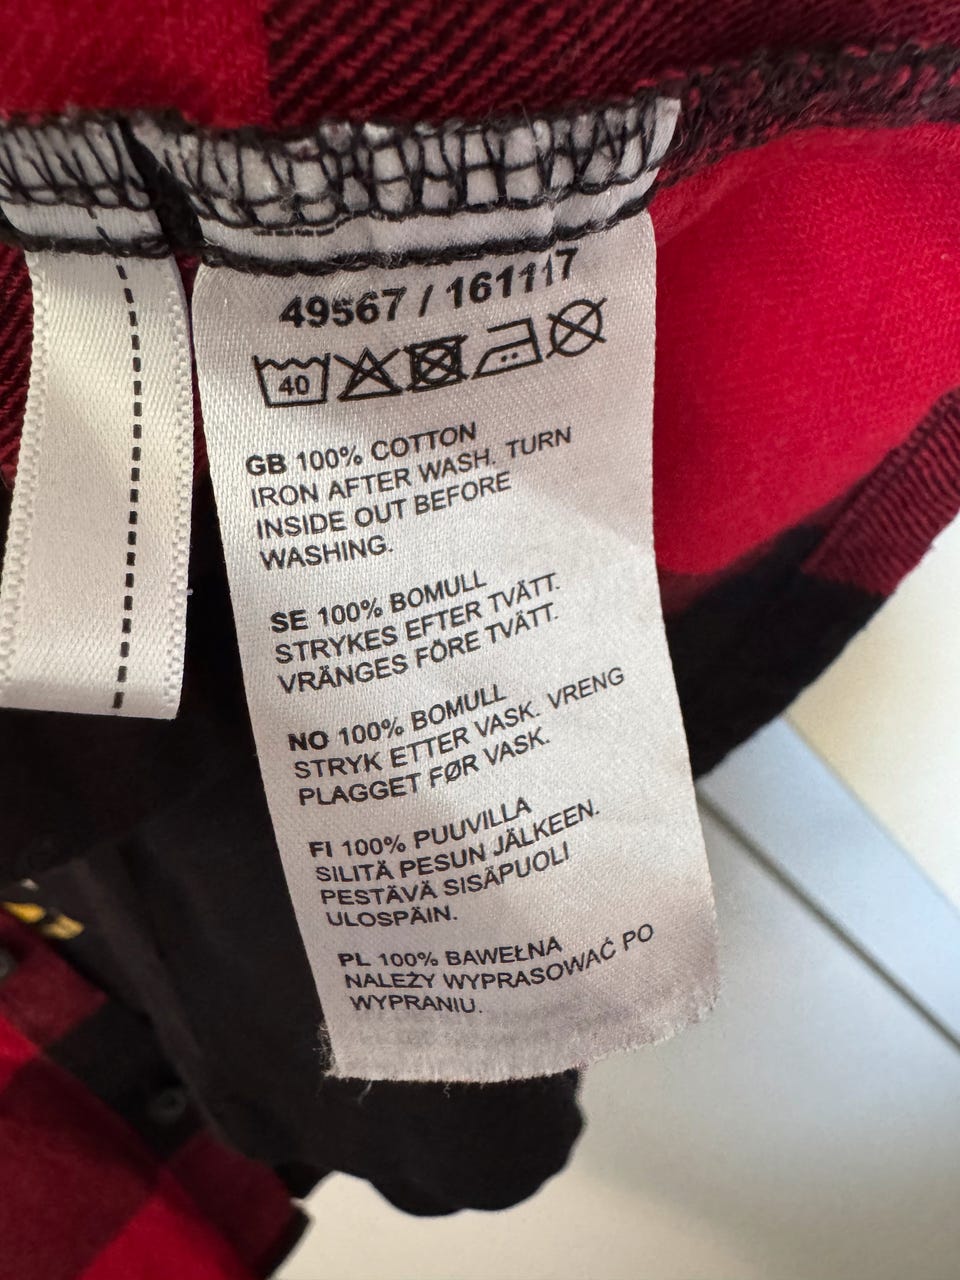 49567 / 161117
40
GB 100% COTTON
IRON AFTER WASH. TURN
INSIDE OUT BEFORE
WASHING.
SE 100% BOMULL
STRYKES EFTER TVÄTT.
VRÄNGES FÖRE TVÄTT.
NO 100% BOMULL
STRYK ETTER VASK. VRENG
PLAGGET FØR VASK.
FI 100% PUUVILLA
SILITÄ PESUN JÄLKEEN.
PESTÄVÄ SISÄPUOLI
ULOSPÄIN.
PL 100% BAWEŁNA
NALEŻY WYPRASOWAĆ PO
WYPRANIU.